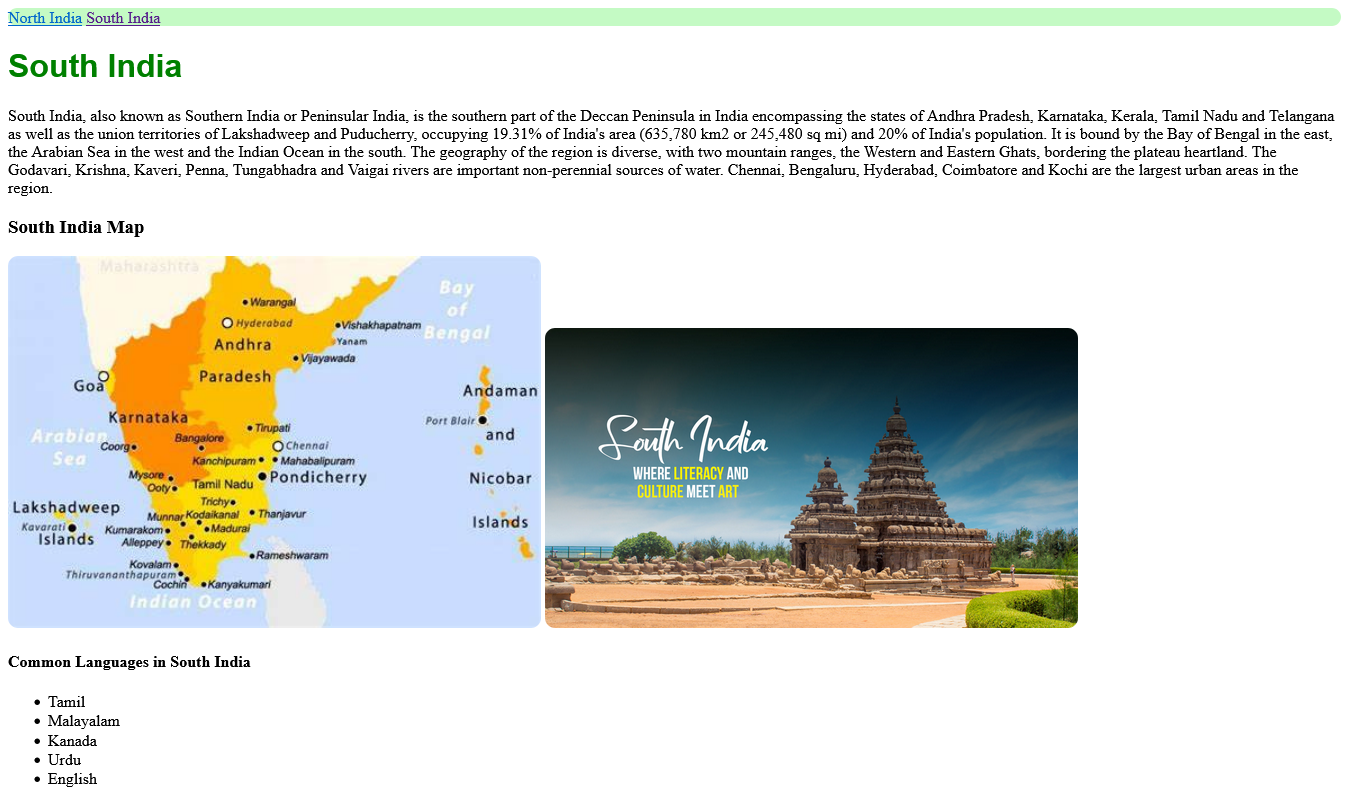 North India South India
South India
South India, also known as Southern India or Peninsular India, is the southern part of the Deccan Peninsula in India encompassing the states of Andhra Pradesh, Karnataka, Kerala, Tamil Nadu and Telangana
as well as the union territories of Lakshadweep and Puducherry, occupying 19.31% of India's area (635,780 km2 or 245,480 sq mi) and 20% of India's population. It is bound by the Bay of Bengal in the east,
the Arabian Sea in the west and the Indian Ocean in the south. The geography of the region is diverse, with two mountain ranges, the Western and Eastern Ghats, bordering the plateau heartland. The
Godavari, Krishna, Kaveri, Penna, Tungabhadra and Vaigai rivers are important non-perennial sources of water. Chennai, Bengaluru, Hyderabad, Coimbatore and Kochi are the largest urban areas in the
region.
South India Map
Maharashtra
Bay
of
Bengal
Warangal
Hyderabad
Vishakhapatnam
Yanam
Andhra
Vijayawada
Paradesh
Goa
Andaman
and
Nicobar
Islands
Port Blair
Karnataka
Arabian
Sea
Tirupati
Bangalore
Coorg
Chennai
Kanchipuram
Mahabalipuram
Mysore
Ooty
Tamil Nadu
Pondicherry
Trichy
Lakshadweep
Kavarati
Islands
Munnar
Kodaikanal
Thanjavur
Kumarakom
Madurai
Alleppey
Thekkady
Rameshwaram
Kovalam
Thiruvananthapuram
Cochin
Kanyakumari
Indian Ocean
South India
WHERE LITERACY AND
CULTURE MEET ART
Common Languages in South India
Tamil
Malayalam
Kanada
Urdu
English